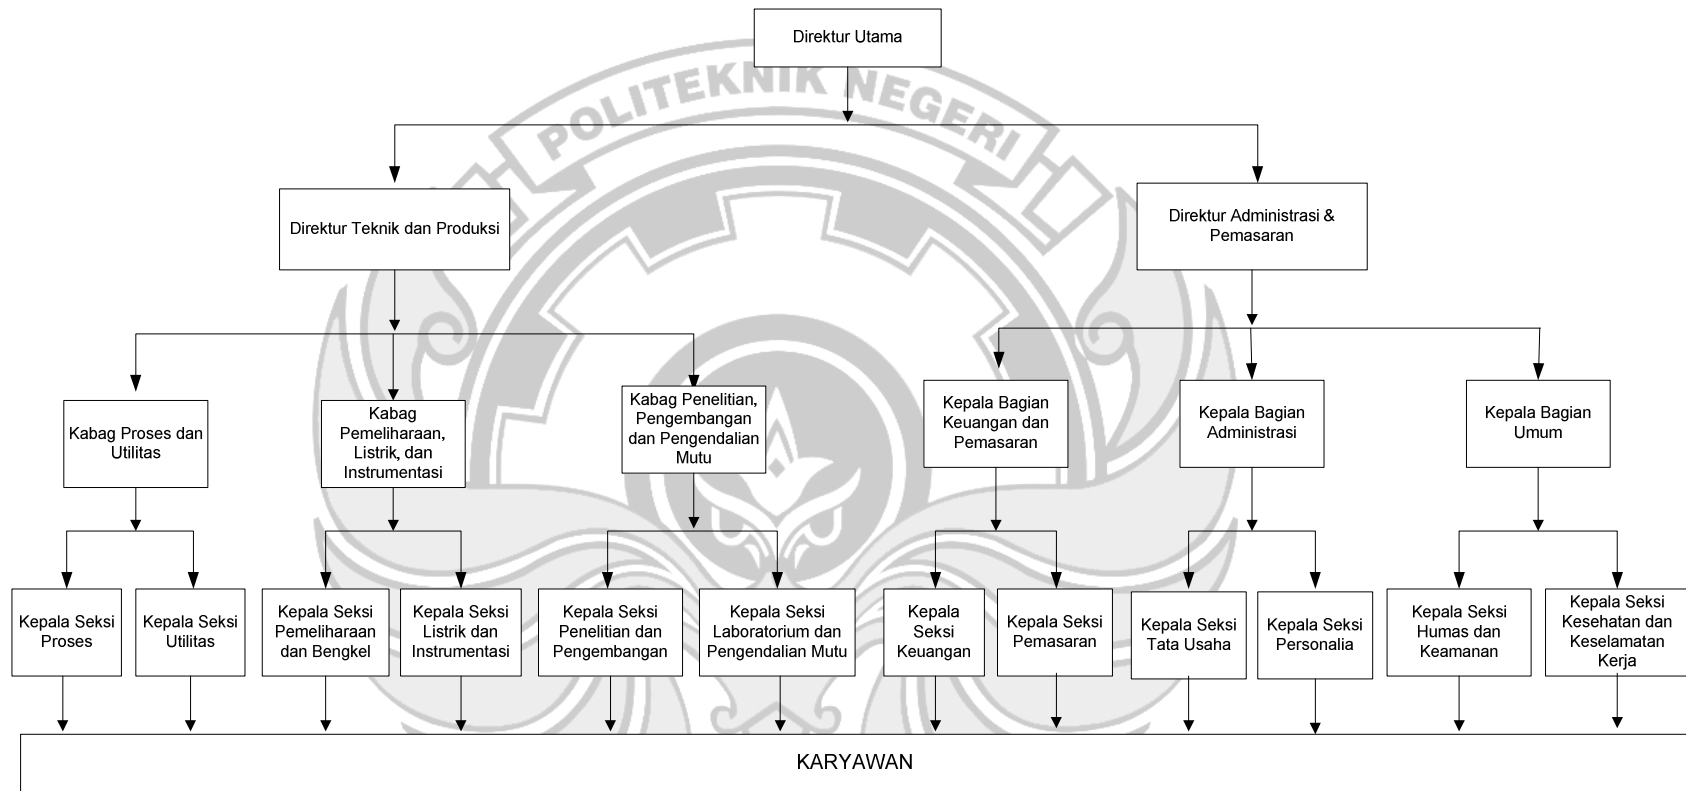 Direktur Utama
POLITEKNIK NEGERI
Direktur Teknik dan Produksi
Direktur Administrasi &
Pemasaran
Kabag Proses dan
Utilitas
Kabag
Pemeliharaan,
Listrik, dan
Instrumentasi
Kabag Penelitian,
Pengembangan
dan Pengendalian
Mutu
Kepala Bagian
Keuangan dan
Pemasaran
Kepala Bagian
Administrasi
Kepala Bagian
Umum
Kepala Seksi
Proses
Kepala Seksi
Utilitas
Kepala Seksi
Pemeliharaan
dan Bengkel
Kepala Seksi
Listrik dan
Instrumentasi
Kepala Seksi
Penelitian dan
Pengembangan
Kepala Seksi
Laboratorium dan
Pengendalian Mutu
Kepala
Seksi
Keuangan
Kepala Seksi
Pemasaran
Kepala Seksi
Tata Usaha
Kepala Seksi
Personalia
Kepala Seksi
Humas dan
Keamanan
Kepala Seksi
Kesehatan dan
Keselamatan
Kerja
KARYAWAN